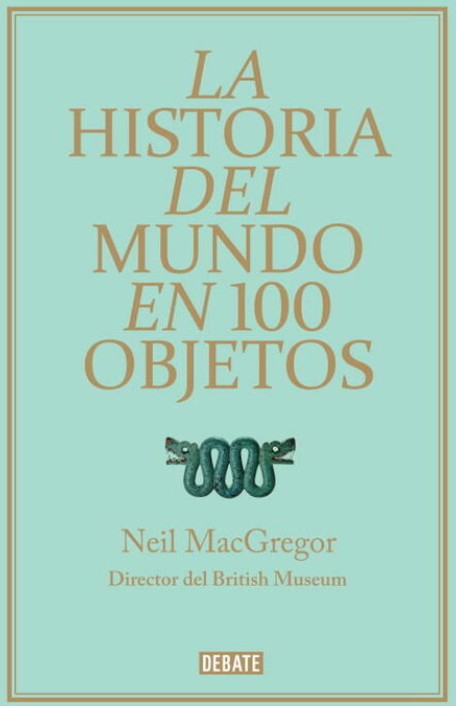 LA
HISTORIA
DEL
MUNDO
EN 100
OBJETOS
Neil MacGregor
Director del British Museum
DEBATE